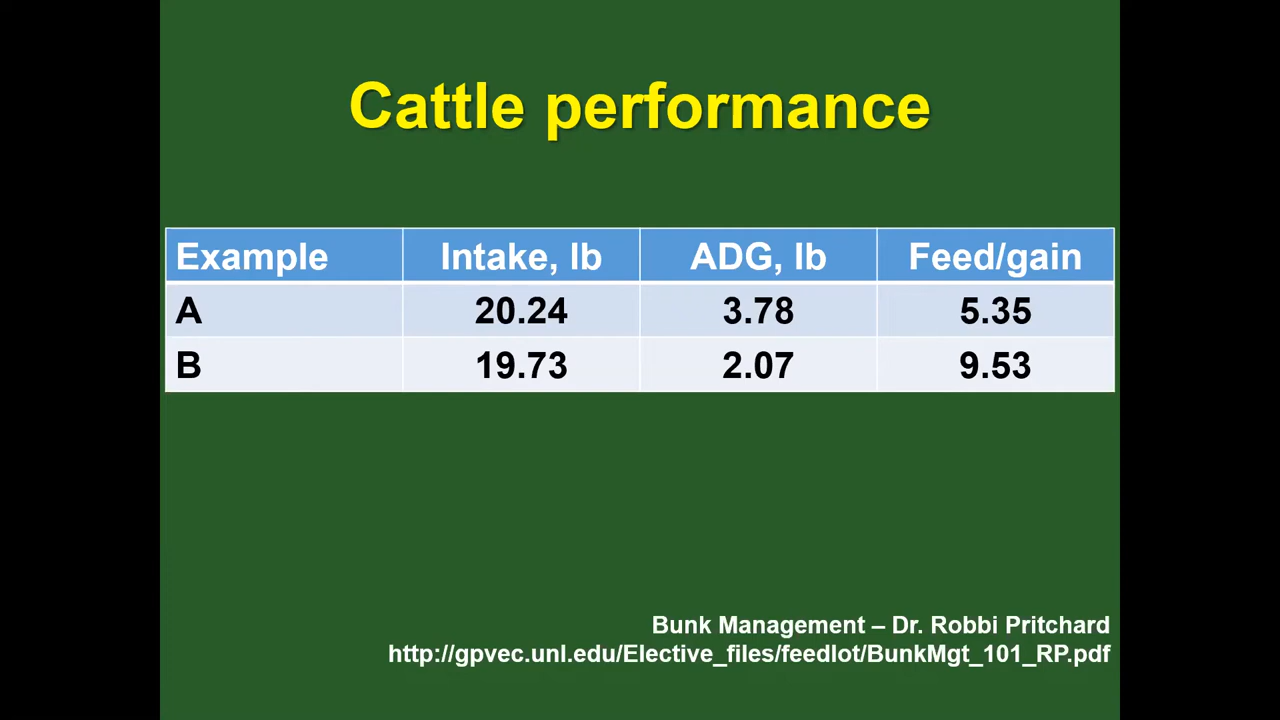 Cattle performance
Example Intake, lb ADG, lb Feed/gain
A 20.24 3.78 5.35
B 19.73 2.07 9.53
Bunk Management – Dr. Robbi Pritchard
http://gpvec.unl.edu/Elective_files/feedlot/BunkMgt_101_RP.pdf